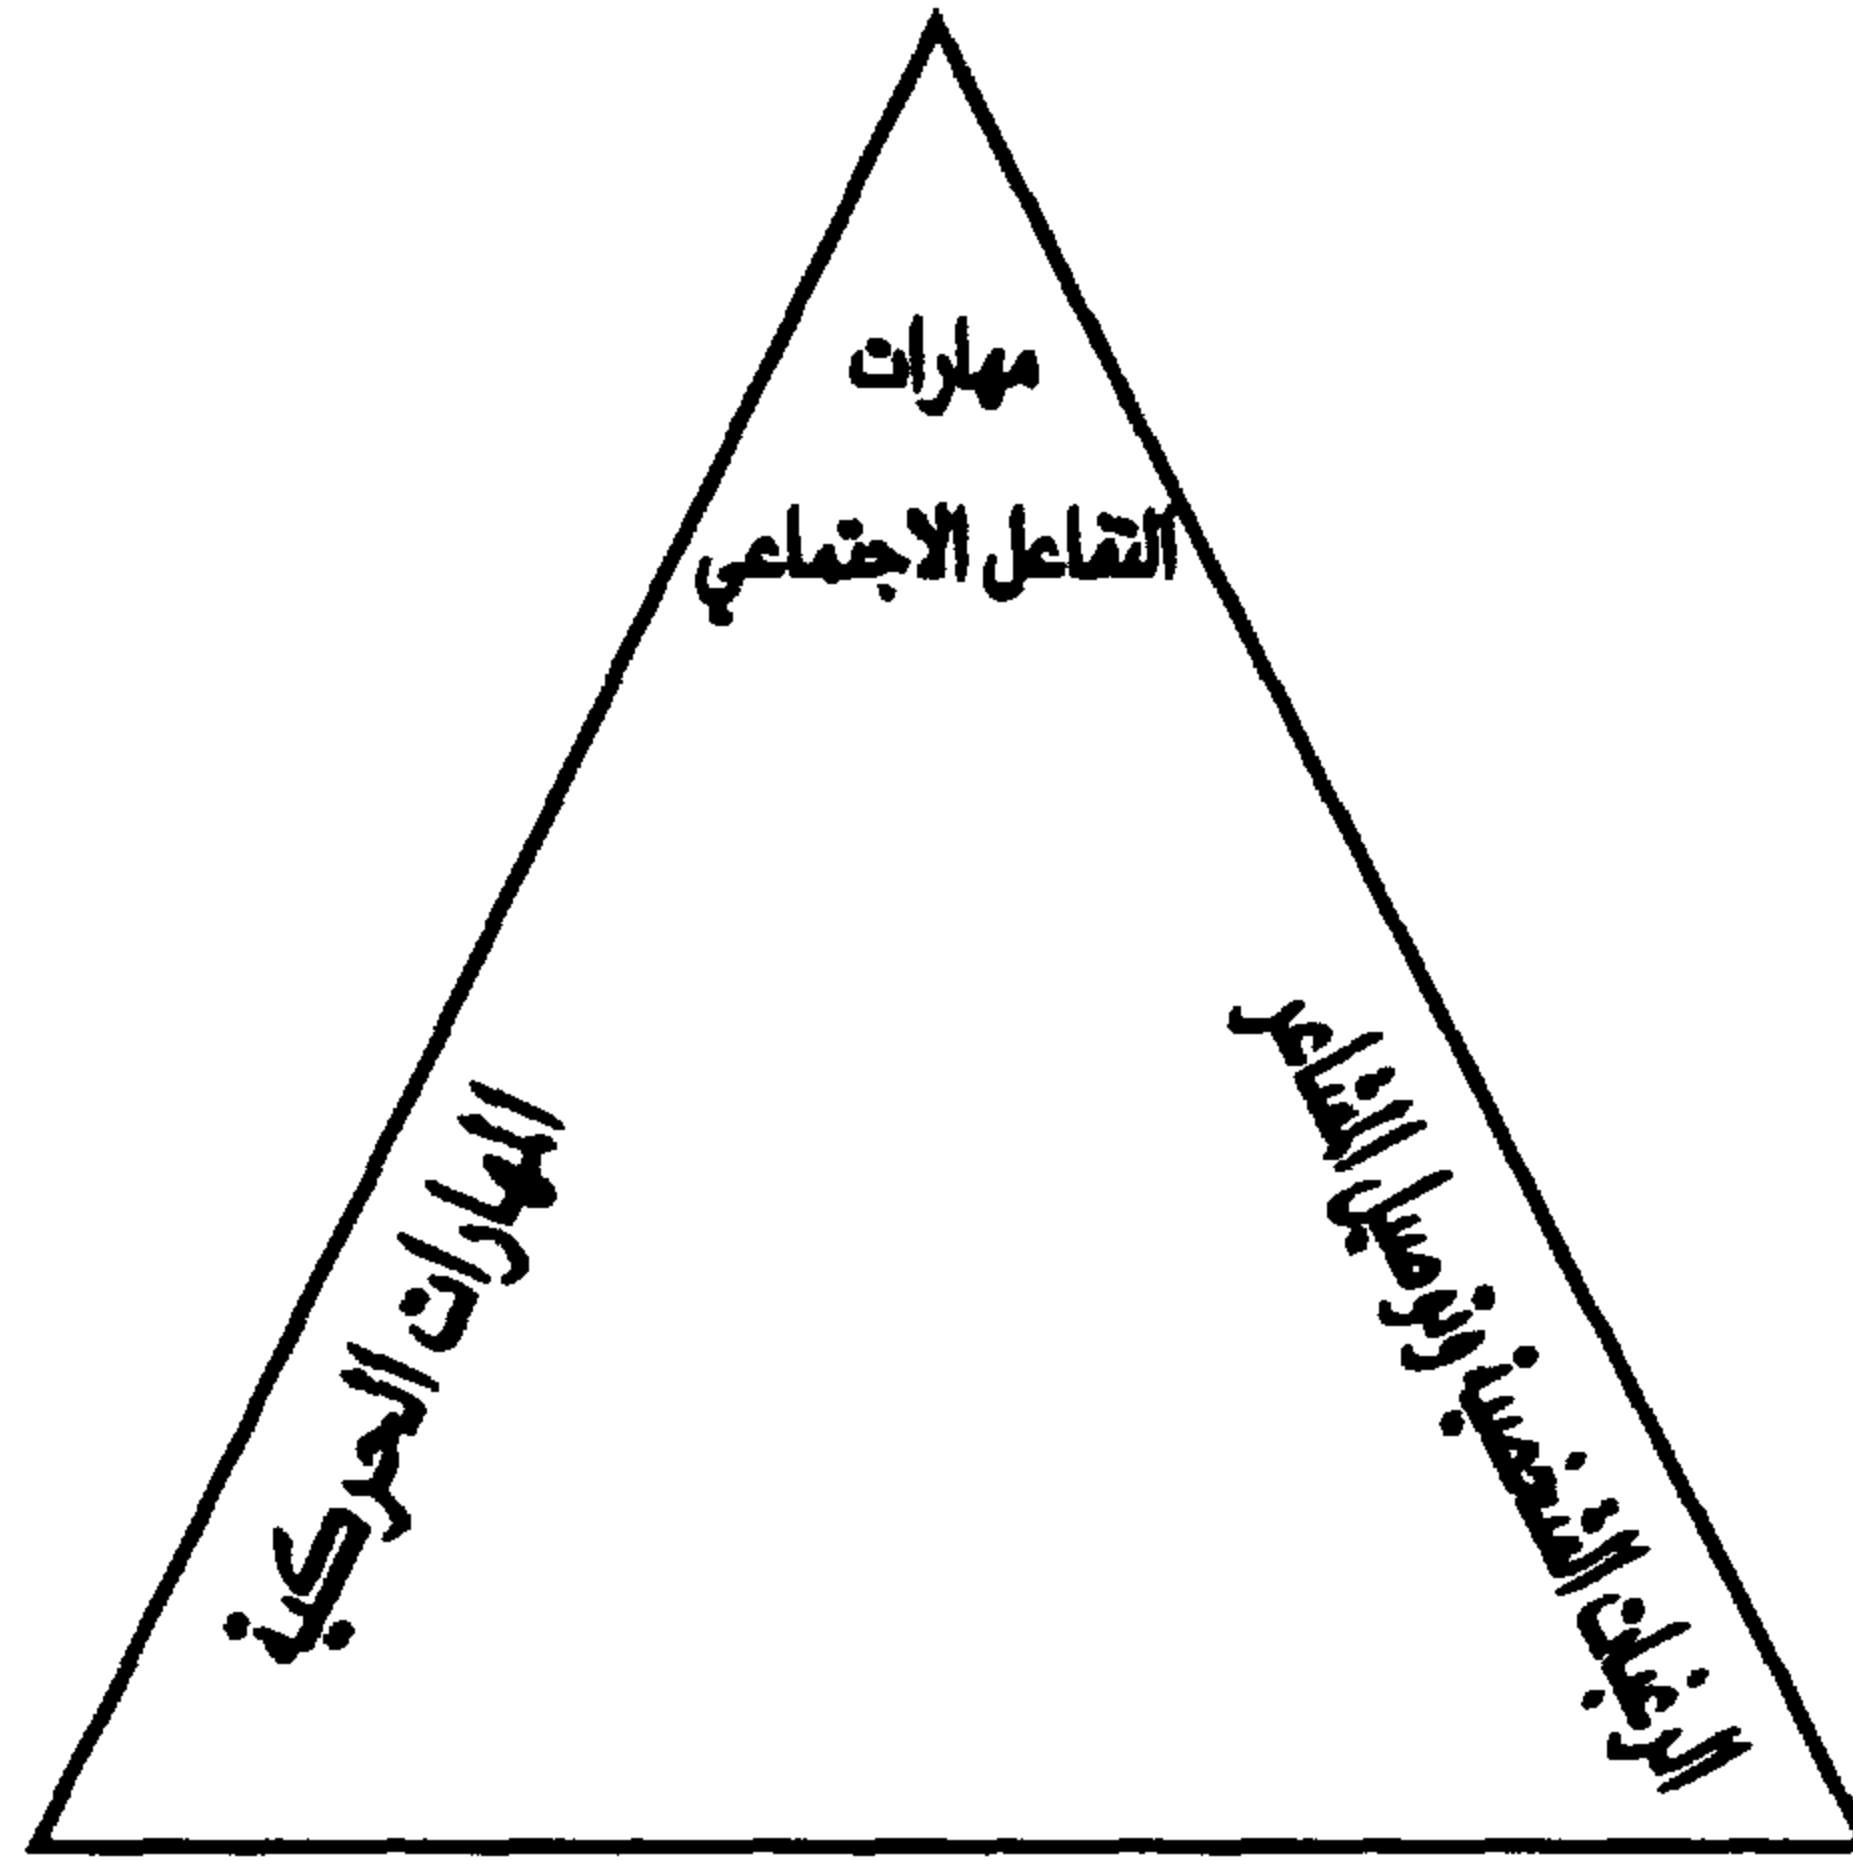 مهارات
التفاعل الاجتماعي
المهارات الحركية
الرغبات الشخصية وتوصيل المشاعر